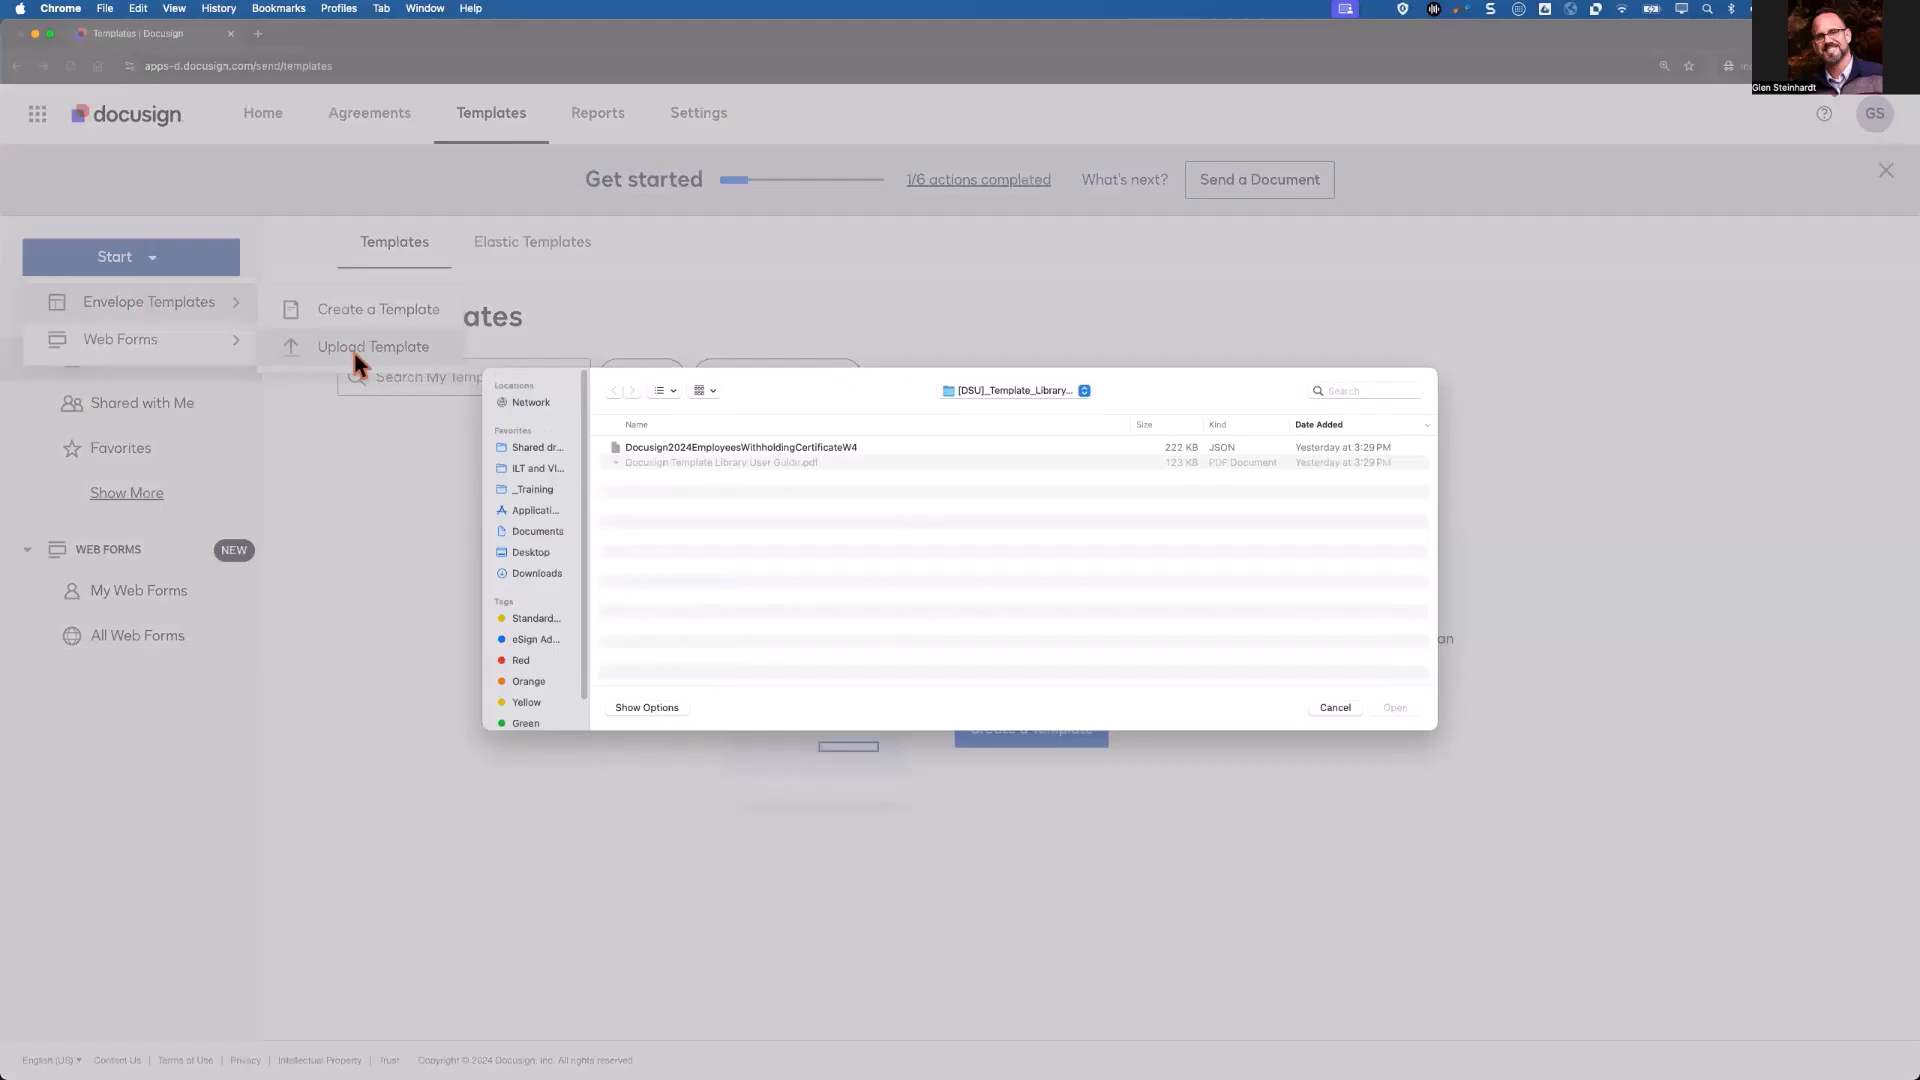 Chrome File Edit View History Bookmarks Profiles Tab Window Help
Templates | Docusign
apps-d.docusign.com/send/templates
Glen Steinhardt
docusign Home Agreements Templates Reports Settings GS
Get started 1/6 actions completed What's next? Send a Document
Start
Templates Elastic Templates
Envelope Templates
Create a Template
ates
Web Forms
Upload Template
Search My Temp
Shared with Me
Favorites
Show More
WEB FORMS NEW
My Web Forms
All Web Forms
Locations
Network
Favorites
Shared dr...
ILT and VI...
_Training
Applicati...
Documents
Desktop
Downloads
Tags
Standard...
eSign Ad...
Red
Orange
Yellow
Green
[DSU]_Template_Library... Search
Name Size Kind Date Added
Docusign2024EmployeesWithholdingCertificateW4 222 KB JSON Yesterday at 3:29 PM
Docusign Template Library User Guide.pdf 123 KB PDF Document Yesterday at 3:29 PM
an
Show Options Cancel Open
Create a Template
English (US) Contact Us | Terms of Use | Privacy | Intellectual Property | Trust Copyright © 2024 Docusign, Inc. All rights reserved